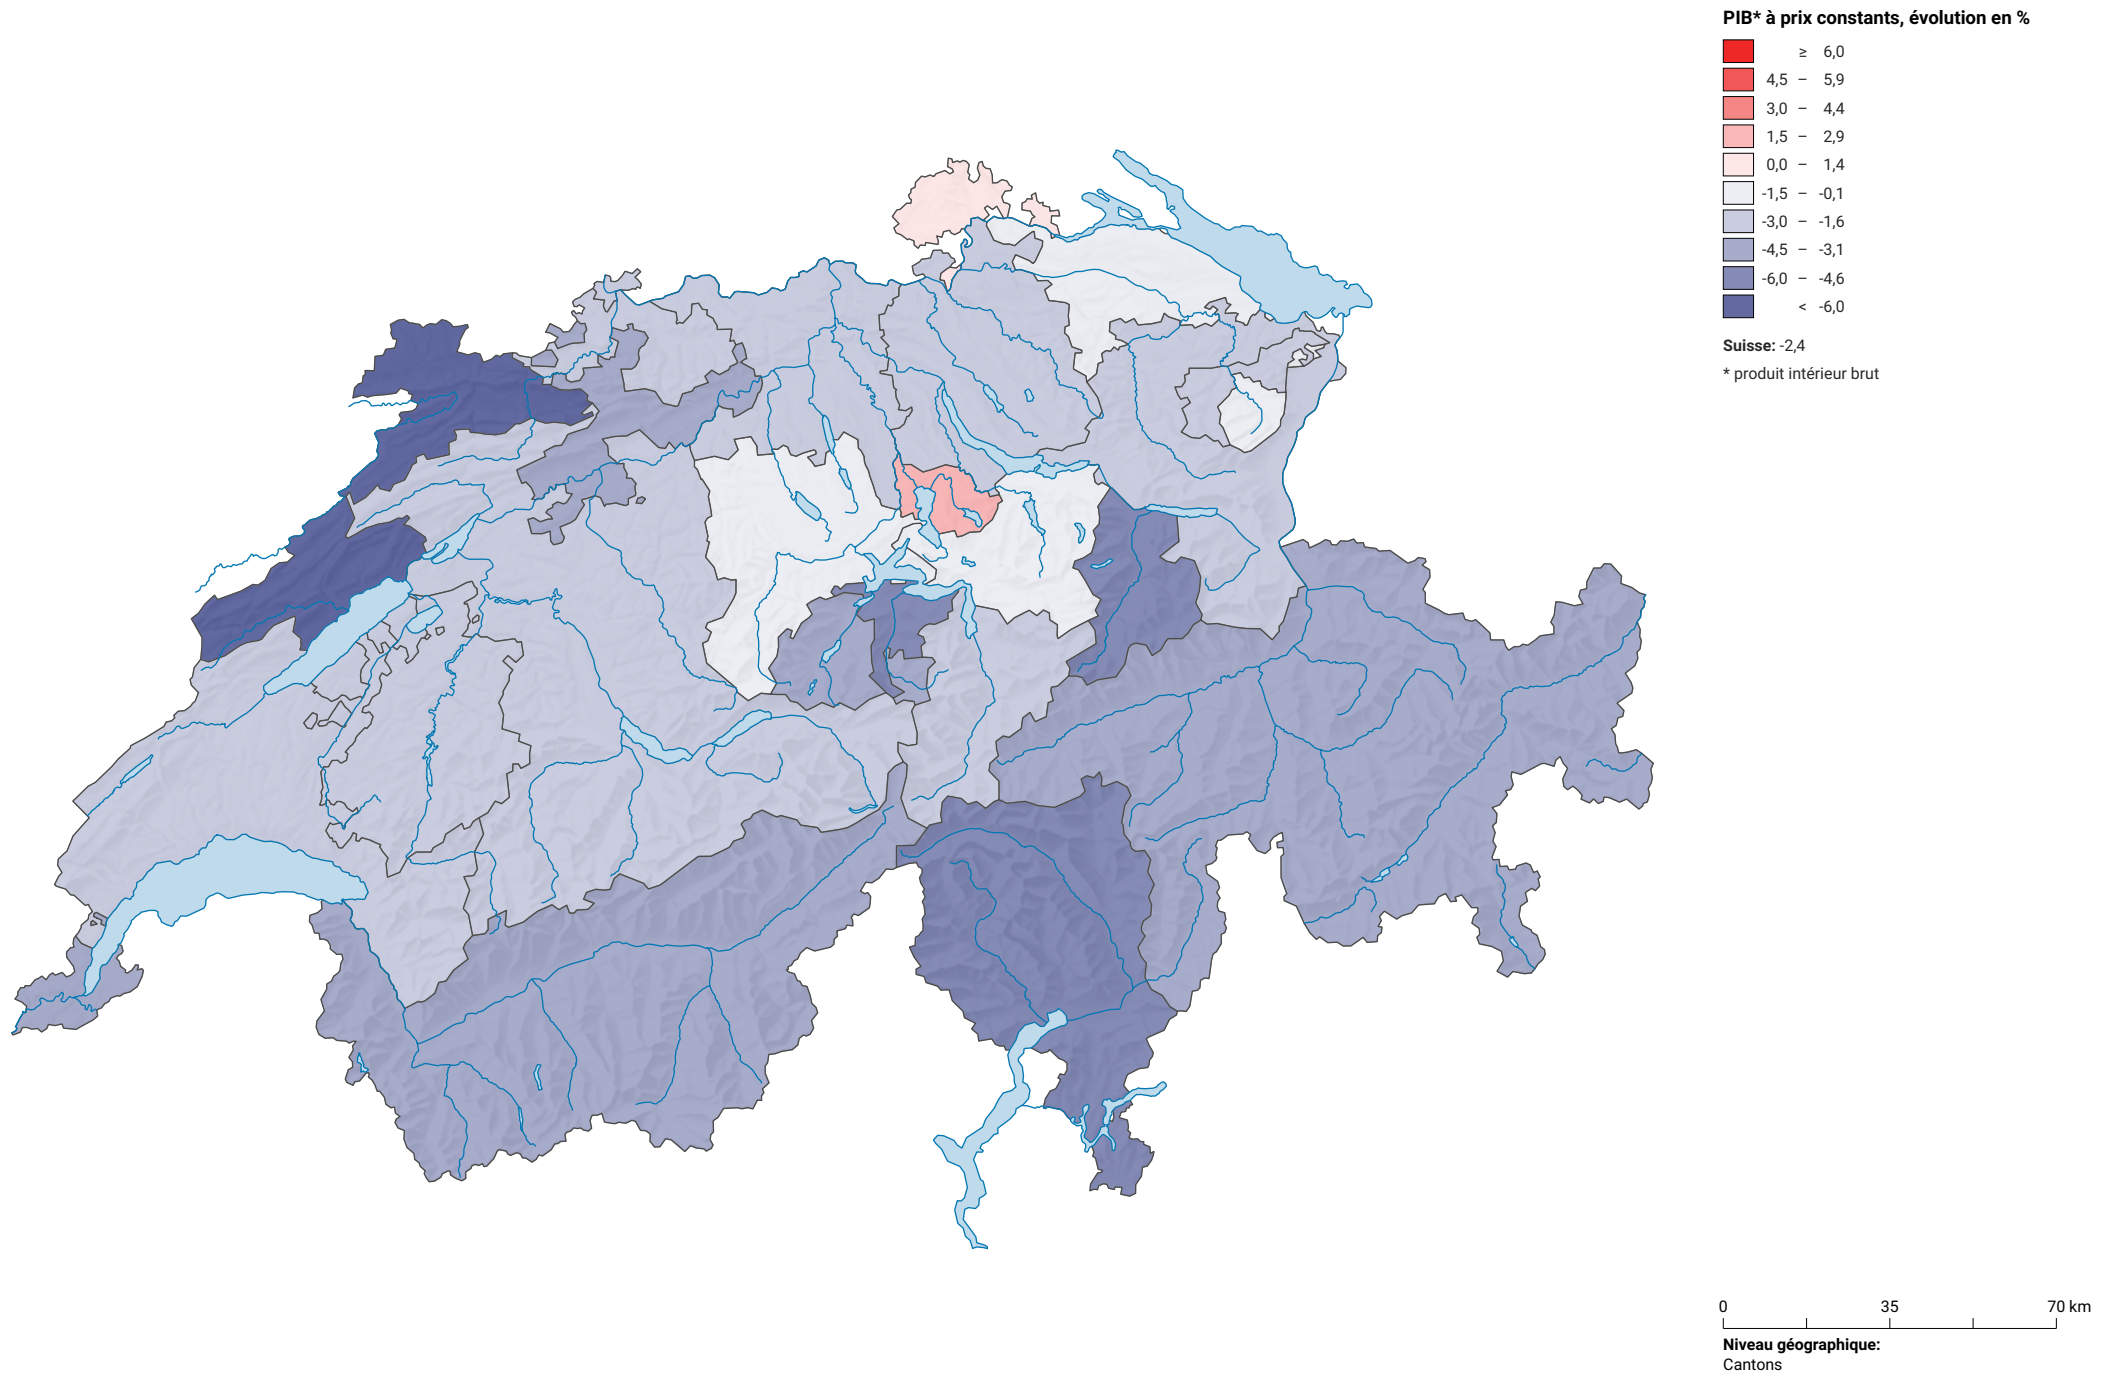 PIB* à prix constants, évolution en %
≥ 6,0
4,5 – 5,9
3,0 – 4,4
1,5 – 2,9
0,0 – 1,4
-1,5 – -0,1
-3,0 – -1,6
-4,5 – -3,1
-6,0 – -4,6
< -6,0
Suisse: -2,4
* produit intérieur brut
0 35 70 km
Niveau géographique:
Cantons